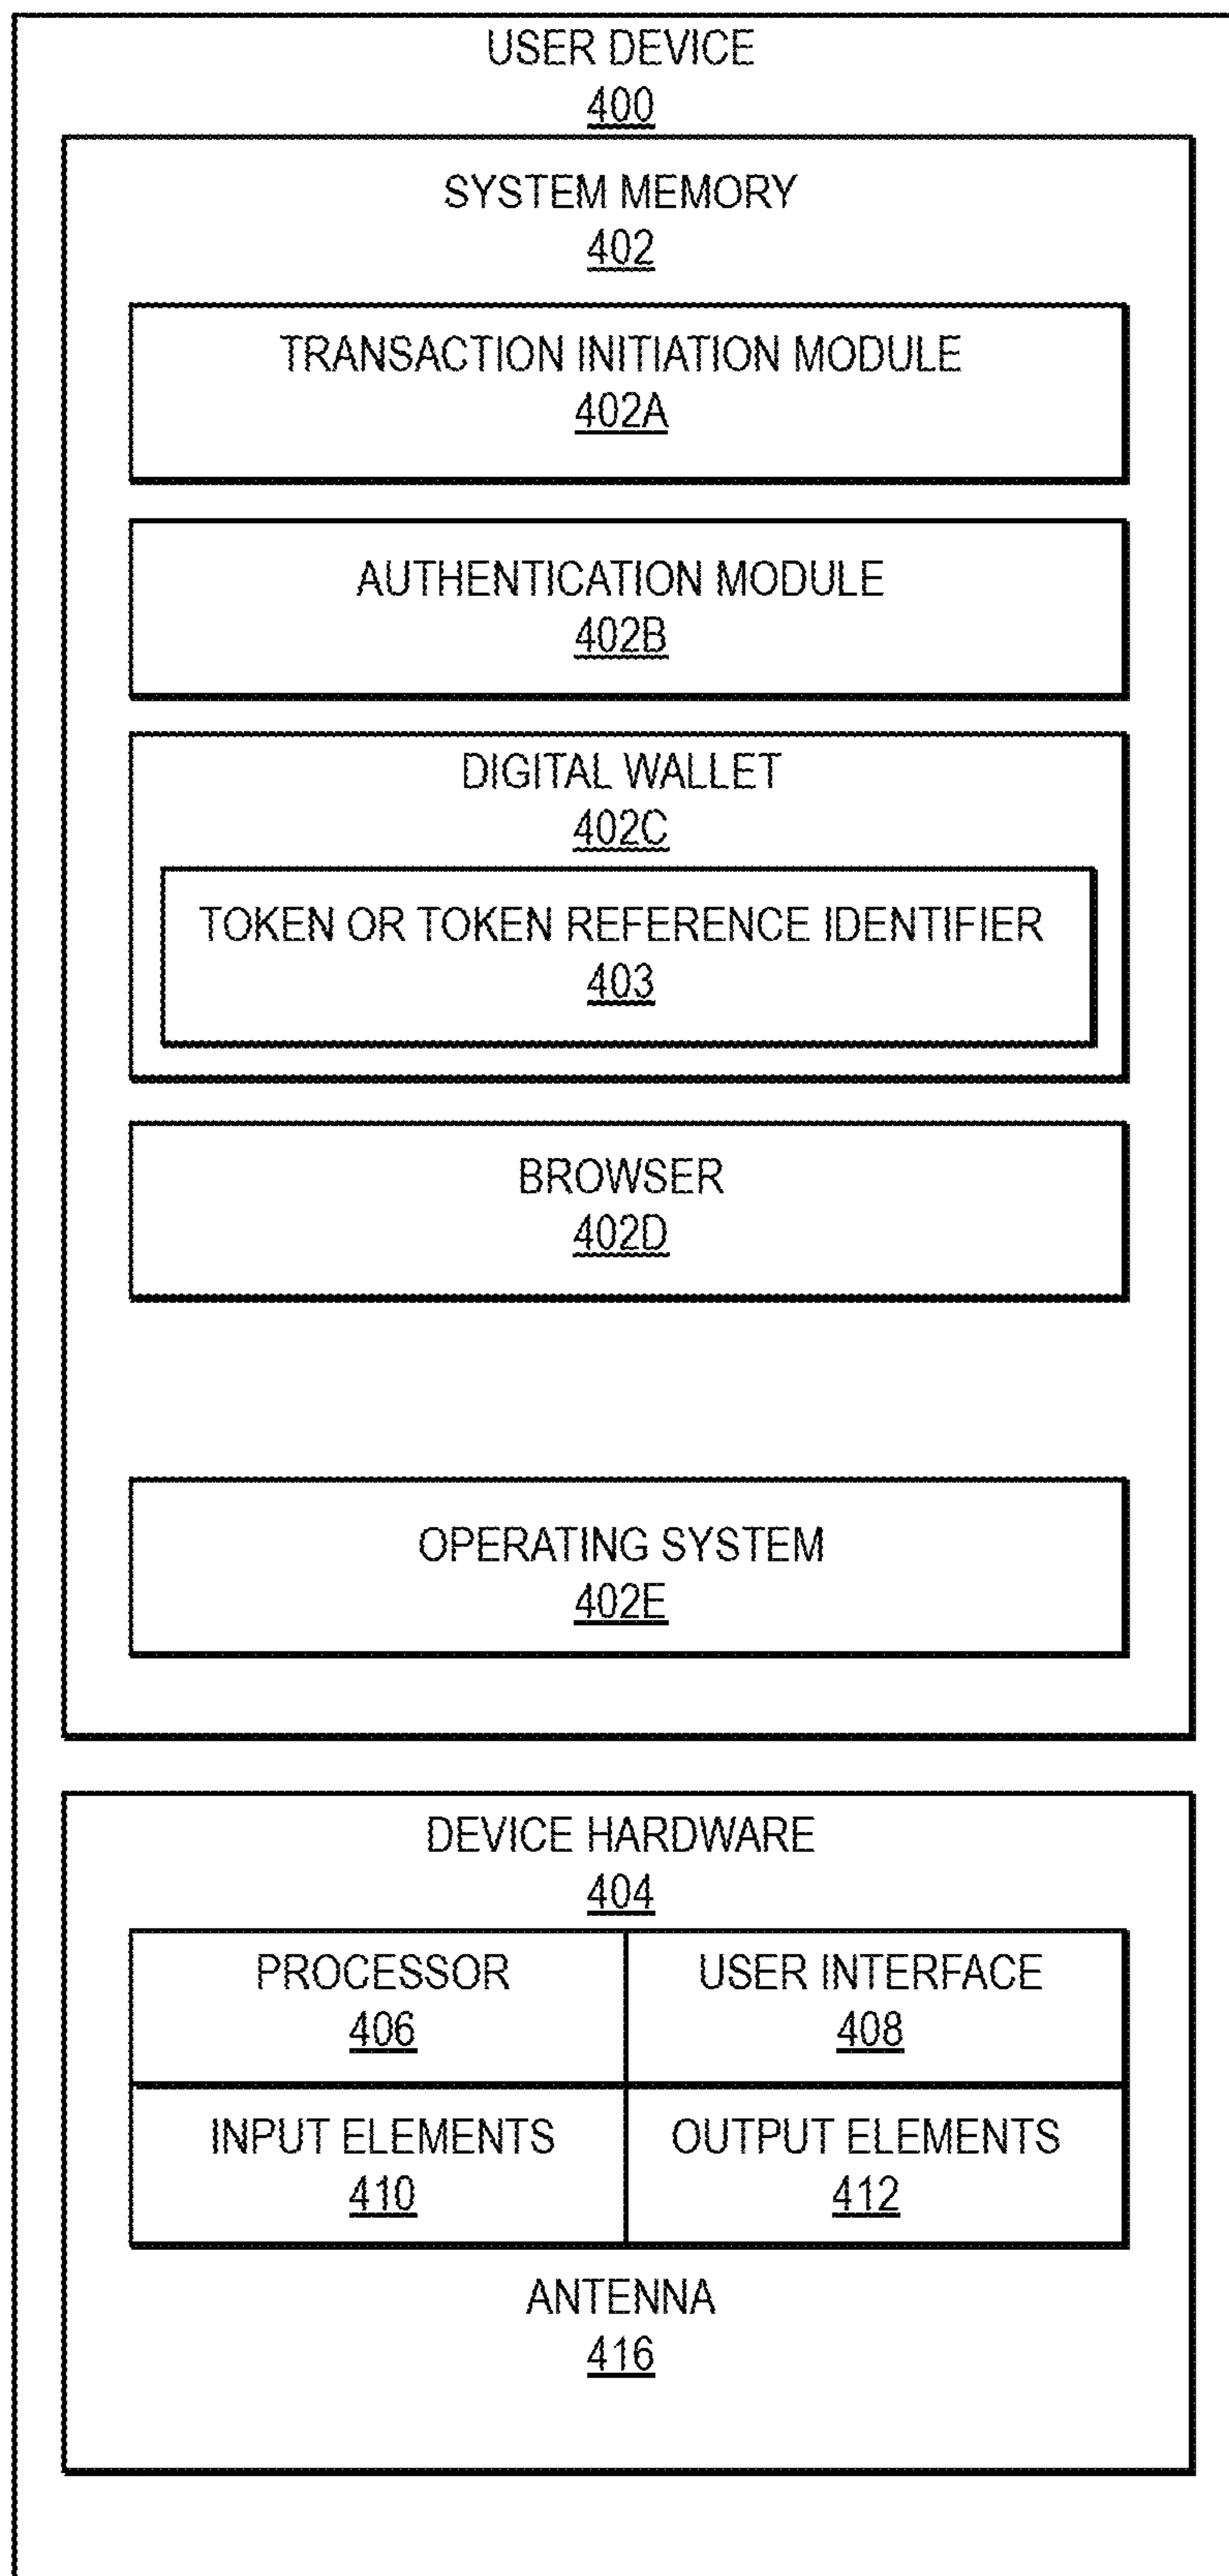 USER DEVICE
400
SYSTEM MEMORY
402
TRANSACTION INITIATION MODULE
402A
AUTHENTICATION MODULE
402B
DIGITAL WALLET
402C
TOKEN OR TOKEN REFERENCE IDENTIFIER
403
BROWSER
402D
OPERATING SYSTEM
402E
DEVICE HARDWARE
404
PROCESSOR
406
USER INTERFACE
408
INPUT ELEMENTS
410
OUTPUT ELEMENTS
412
ANTENNA
416